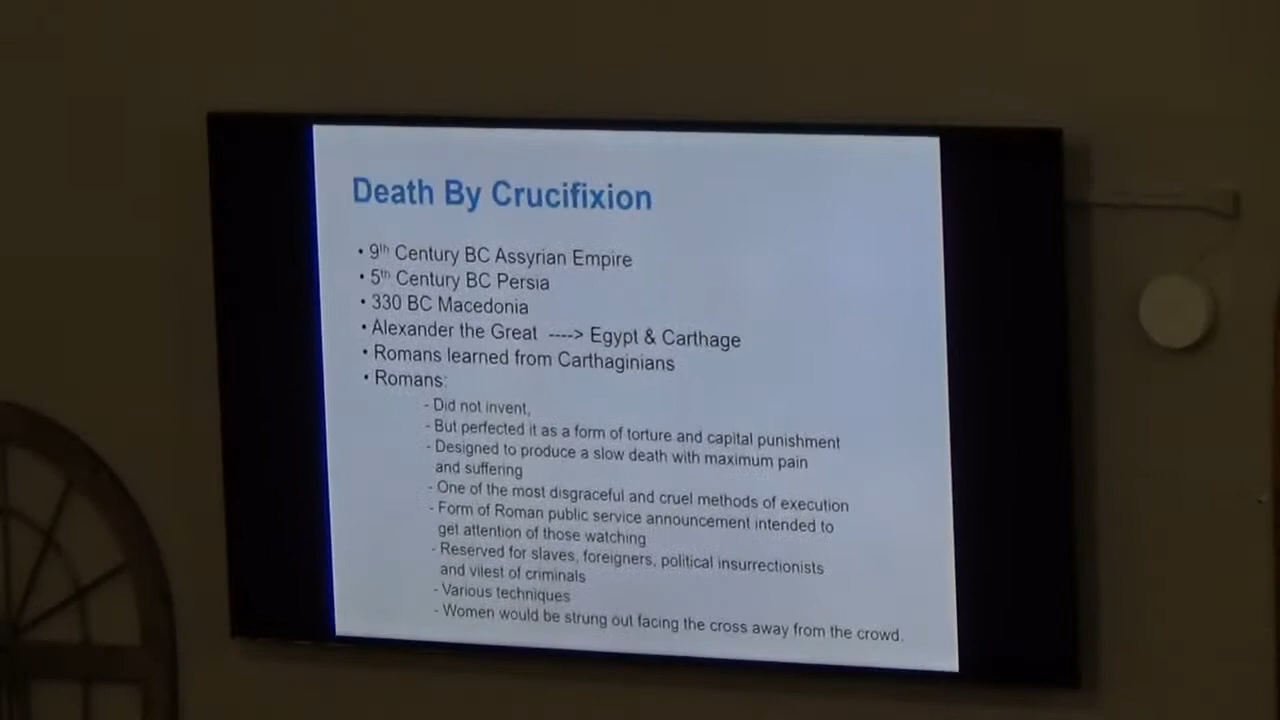 Death By Crucifixion
• 9th Century BC Assyrian Empire
• 5th Century BC Persia
• 330 BC Macedonia
• Alexander the Great ----> Egypt & Carthage
• Romans learned from Carthaginians
• Romans:
- Did not invent,
- But perfected it as a form of torture and capital punishment
- Designed to produce a slow death with maximum pain
and suffering
- One of the most disgraceful and cruel methods of execution
- Form of Roman public service announcement intended to
get attention of those watching
- Reserved for slaves, foreigners, political insurrectionists
and vilest of criminals
- Various techniques
- Women would be strung out facing the cross away from the crowd.